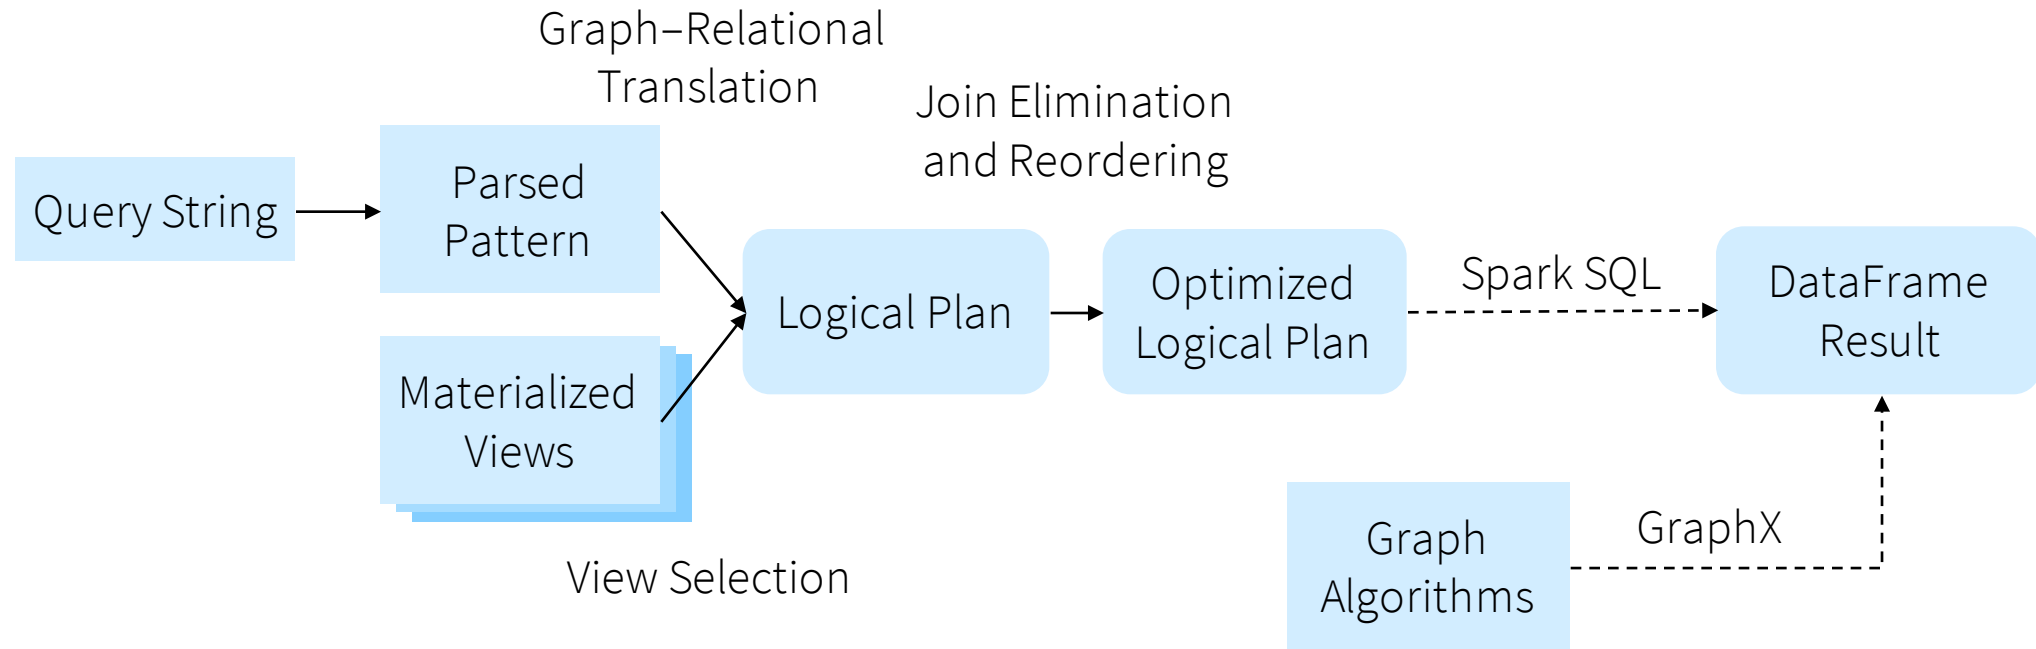 Graph–Relational
Translation
Join Elimination
and Reordering
Query String
Parsed
Pattern
Logical Plan
Optimized
Logical Plan
Spark SQL
DataFrame
Result
Materialized
Views
View Selection
Graph
Algorithms
GraphX